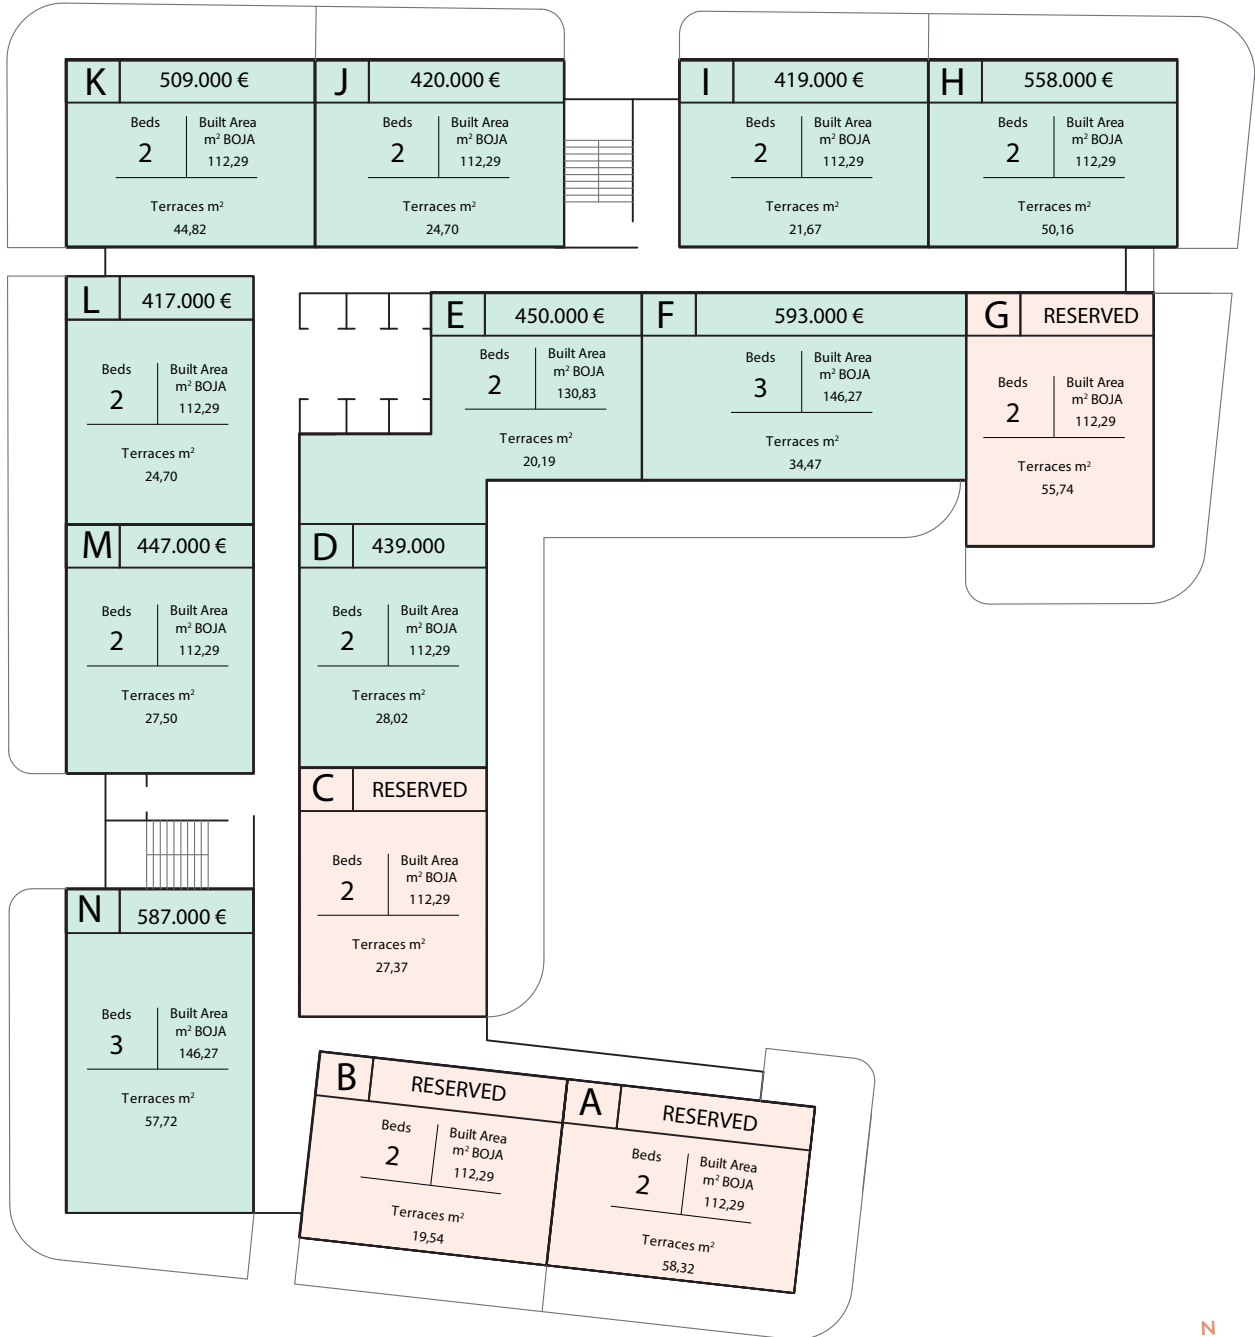 K 509.000 €
Beds
2
Built Area
m² BOJA
112,29
Terraces m²
44,82
J 420.000 €
Beds
2
Built Area
m² BOJA
112,29
Terraces m²
24,70
I 419.000 €
Beds
2
Built Area
m² BOJA
112,29
Terraces m²
21,67
H 558.000 €
Beds
2
Built Area
m² BOJA
112,29
Terraces m²
50,16
L 417.000 €
Beds
2
Built Area
m² BOJA
112,29
Terraces m²
24,70
E 450.000 €
Beds
2
Built Area
m² BOJA
130,83
Terraces m²
20,19
F 593.000 €
Beds
3
Built Area
m² BOJA
146,27
Terraces m²
34,47
G RESERVED
Beds
2
Built Area
m² BOJA
112,29
Terraces m²
55,74
M 447.000 €
Beds
2
Built Area
m² BOJA
112,29
Terraces m²
27,50
D 439.000
Beds
2
Built Area
m² BOJA
112,29
Terraces m²
28,02
C RESERVED
Beds
2
Built Area
m² BOJA
112,29
Terraces m²
27,37
N 587.000 €
Beds
3
Built Area
m² BOJA
146,27
Terraces m²
57,72
B RESERVED
Beds
2
Built Area
m² BOJA
112,29
Terraces m²
19,54
A RESERVED
Beds
2
Built Area
m² BOJA
112,29
Terraces m²
58,32
N